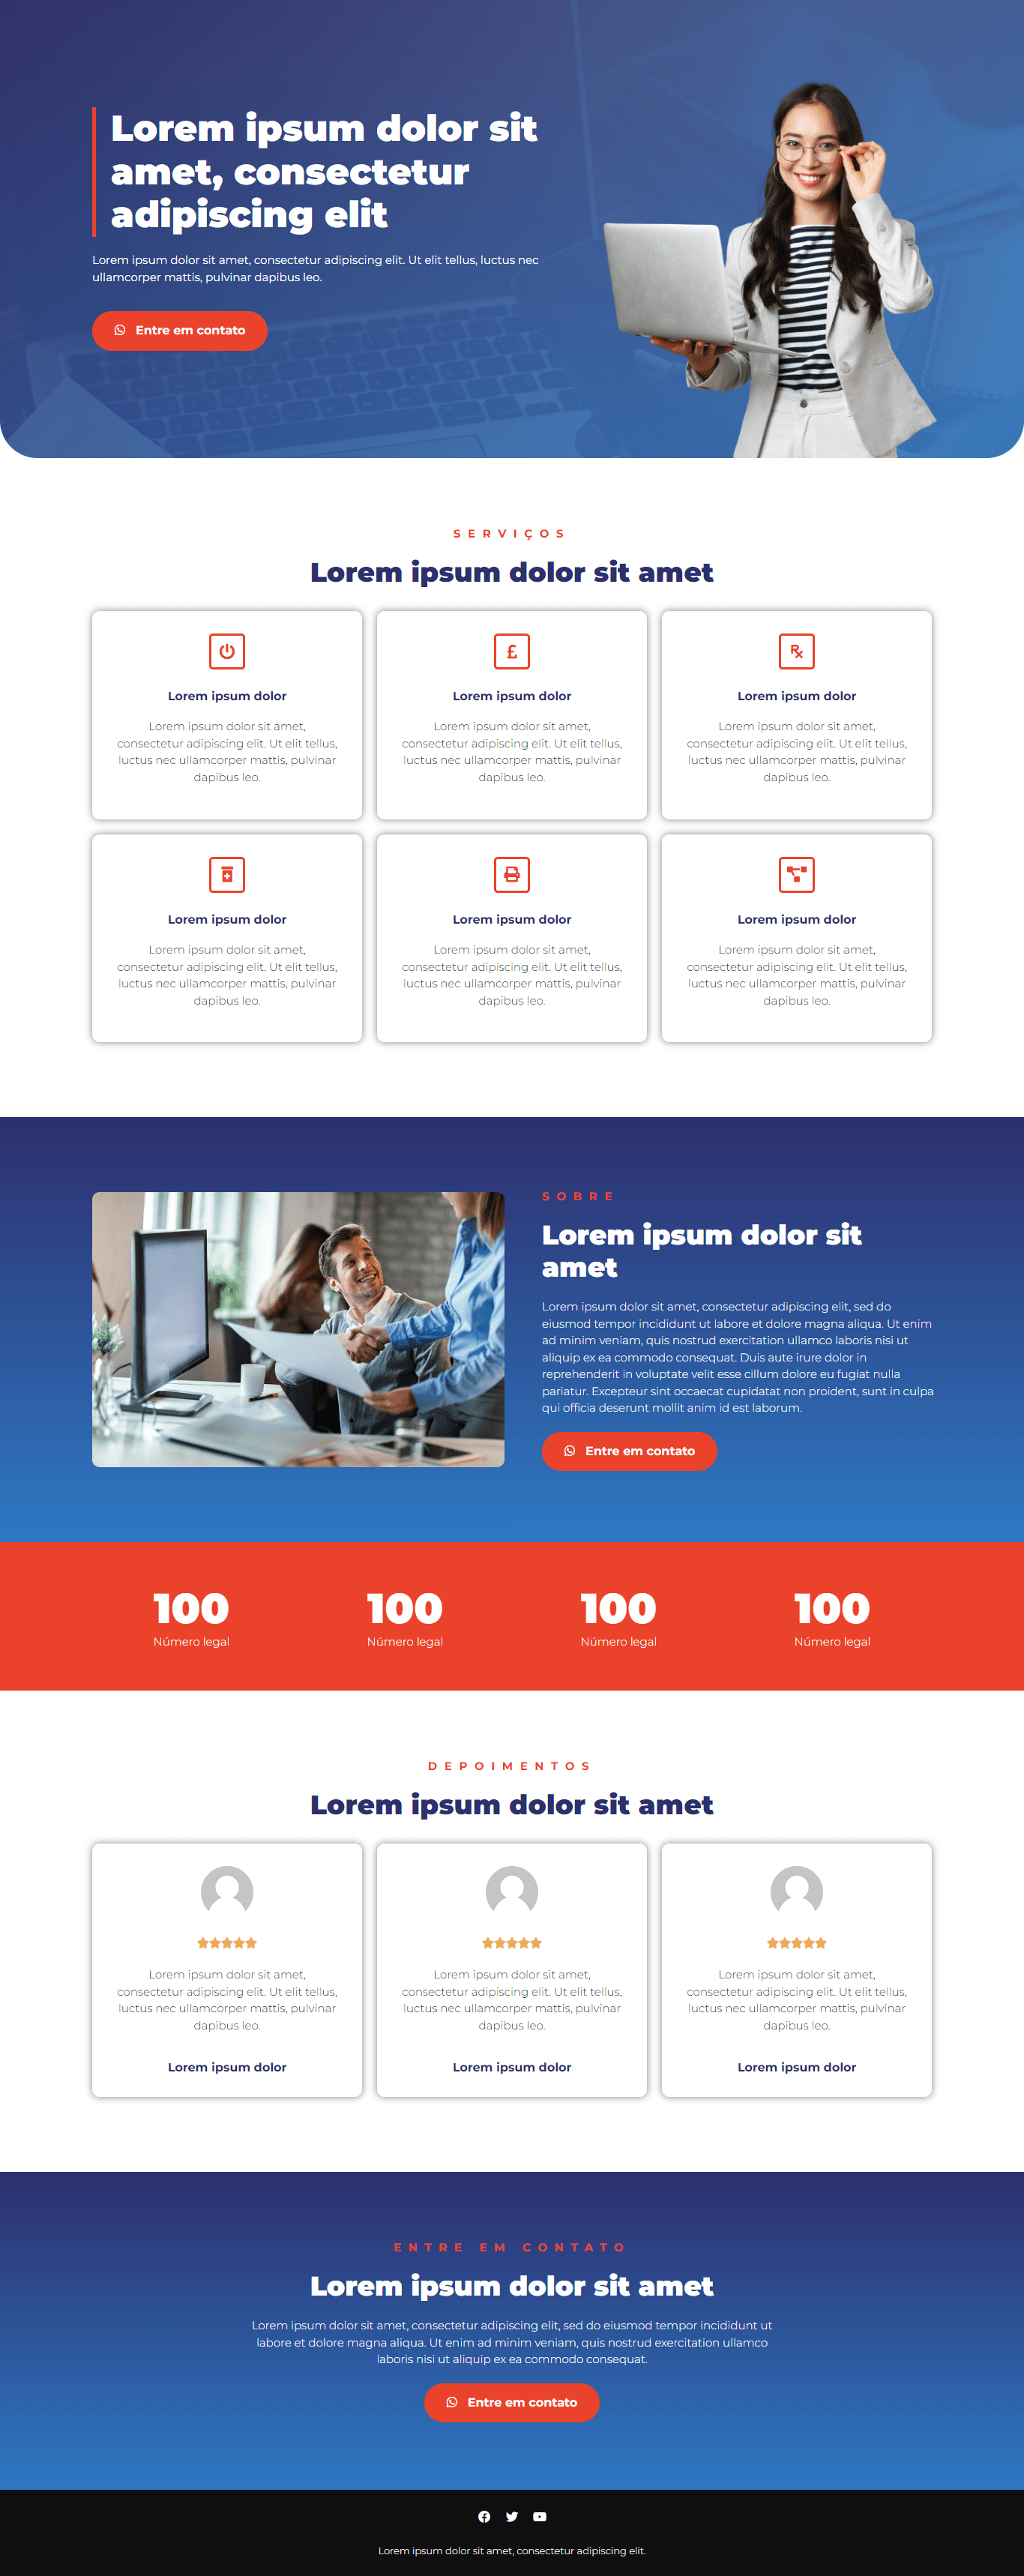 Lorem ipsum dolor sit
amet, consectetur
adipiscing elit
Lorem ipsum dolor sit amet, consectetur adipiscing elit. Ut elit tellus, luctus nec
ullamcorper mattis, pulvinar dapibus leo.
Entre em contato
SERVIÇOS
Lorem ipsum dolor sit amet
Lorem ipsum dolor
Lorem ipsum dolor sit amet,
consectetur adipiscing elit. Ut elit tellus,
luctus nec ullamcorper mattis, pulvinar
dapibus leo.
Lorem ipsum dolor
Lorem ipsum dolor sit amet,
consectetur adipiscing elit. Ut elit tellus,
luctus nec ullamcorper mattis, pulvinar
dapibus leo.
Lorem ipsum dolor
Lorem ipsum dolor sit amet,
consectetur adipiscing elit. Ut elit tellus,
luctus nec ullamcorper mattis, pulvinar
dapibus leo.
Lorem ipsum dolor
Lorem ipsum dolor sit amet,
consectetur adipiscing elit. Ut elit tellus,
luctus nec ullamcorper mattis, pulvinar
dapibus leo.
Lorem ipsum dolor
Lorem ipsum dolor sit amet,
consectetur adipiscing elit. Ut elit tellus,
luctus nec ullamcorper mattis, pulvinar
dapibus leo.
Lorem ipsum dolor
Lorem ipsum dolor sit amet,
consectetur adipiscing elit. Ut elit tellus,
luctus nec ullamcorper mattis, pulvinar
dapibus leo.
SOBRE
Lorem ipsum dolor sit
amet
Lorem ipsum dolor sit amet, consectetur adipiscing elit, sed do
eiusmod tempor incididunt ut labore et dolore magna aliqua. Ut enim
ad minim veniam, quis nostrud exercitation ullamco laboris nisi ut
aliquip ex ea commodo consequat. Duis aute irure dolor in
reprehenderit in voluptate velit esse cillum dolore eu fugiat nulla
pariatur. Excepteur sint occaecat cupidatat non proident, sunt in culpa
qui officia deserunt mollit anim id est laborum.
Entre em contato
100
Número legal
100
Número legal
100
Número legal
100
Número legal
DEPOIMENTOS
Lorem ipsum dolor sit amet
Lorem ipsum dolor sit amet,
consectetur adipiscing elit. Ut elit tellus,
luctus nec ullamcorper mattis, pulvinar
dapibus leo.
Lorem ipsum dolor
Lorem ipsum dolor sit amet,
consectetur adipiscing elit. Ut elit tellus,
luctus nec ullamcorper mattis, pulvinar
dapibus leo.
Lorem ipsum dolor
Lorem ipsum dolor sit amet,
consectetur adipiscing elit. Ut elit tellus,
luctus nec ullamcorper mattis, pulvinar
dapibus leo.
Lorem ipsum dolor
ENTRE EM CONTATO
Lorem ipsum dolor sit amet
Lorem ipsum dolor sit amet, consectetur adipiscing elit, sed do eiusmod tempor incididunt ut
labore et dolore magna aliqua. Ut enim ad minim veniam, quis nostrud exercitation ullamco
laboris nisi ut aliquip ex ea commodo consequat.
Entre em contato
Lorem ipsum dolor sit amet, consectetur adipiscing elit.